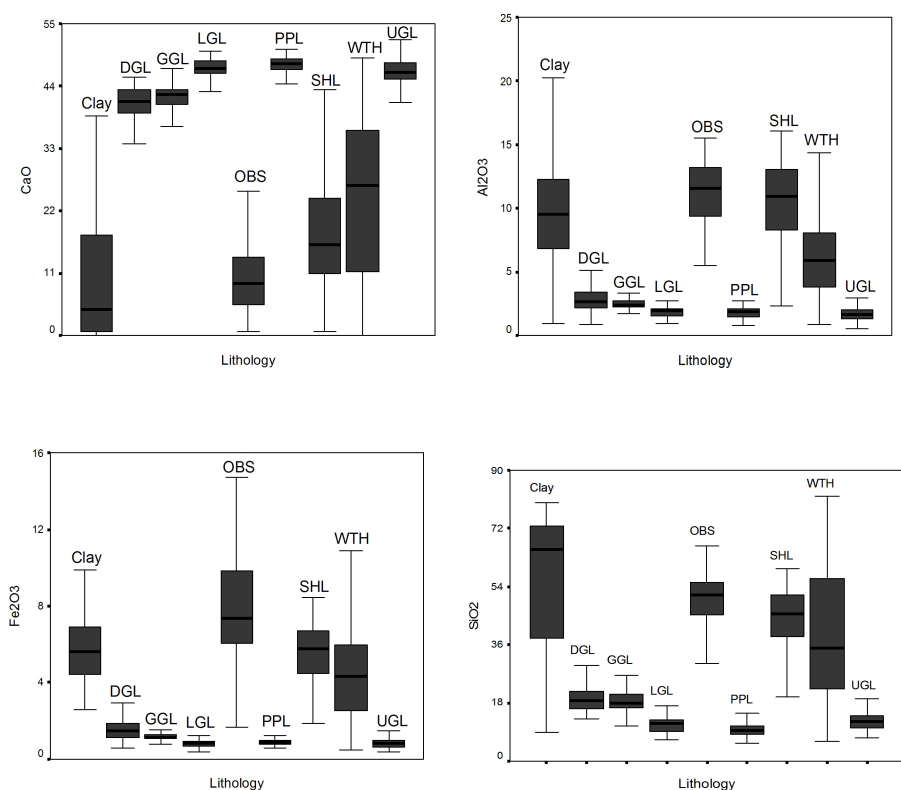 55
44
33
22
11
0
CaO
Clay
DGL
GGL
LGL
OBS
PPL
SHL
WTH
UGL
Lithology
25
20
15
10
5
0
Al2O3
Clay
DGL
GGL
LGL
OBS
PPL
SHL
WTH
UGL
Lithology
16
12
8
4
0
Fe2O3
Clay
DGL
GGL
LGL
OBS
PPL
SHL
WTH
UGL
Lithology
90
72
54
36
18
0
SiO2
Clay
DGL
GGL
LGL
OBS
PPL
SHL
WTH
UGL
Lithology